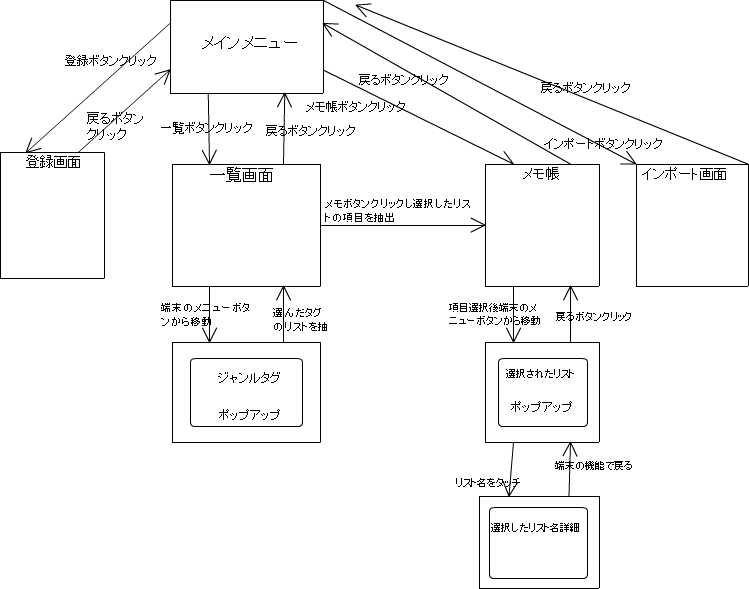 メインメニュー
登録ボタンクリック
戻るボタン
クリック
一覧ボタンクリック
戻るボタンクリック
メモ帳ボタンクリック
戻るボタンクリック
戻るボタンクリック
インポートボタンクリック
登録画面
一覧画面
メモ帳
インポート画面
メモボタンクリックし選択したリス
トの項目を抽出
端末のメニューボタ
ンから移動
選んだタグ
のリストを抽
項目選択後端末のメ
ニューボタンから移動
戻るボタンクリック
ジャンルタグ
ポップアップ
選択されたリスト
ポップアップ
リスト名をタッチ
端末の機能で戻る
選択したリスト名詳細